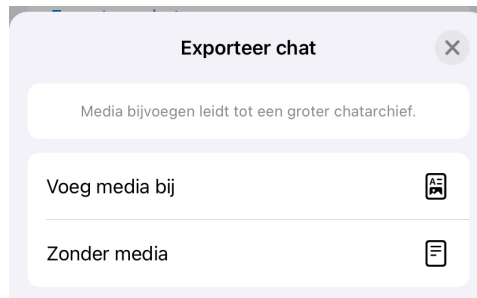 Exporteer chat
Media bijvoegen leidt tot een groter chatarchief.
Voeg media bij
Zonder media